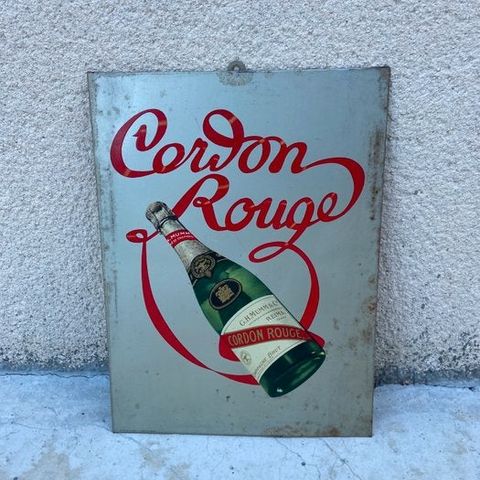 Cordon
Rouge
G.H. MUMM & Co
REIMS
CORDON ROUGE